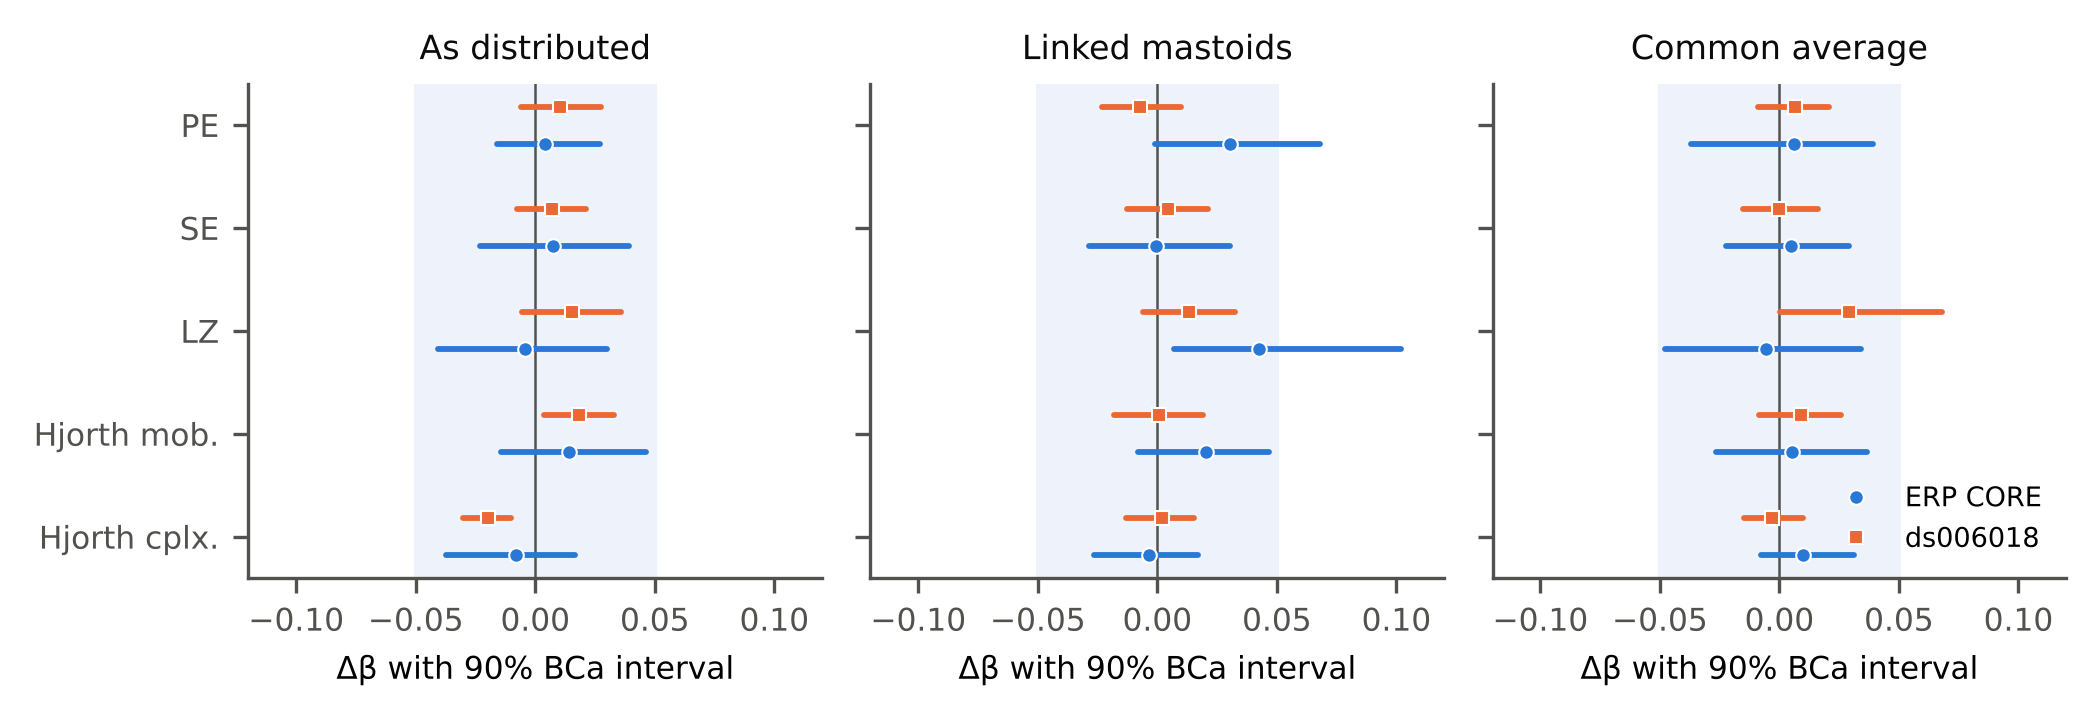 As distributed
Linked mastoids
Common average
PE
SE
LZ
Hjorth mob.
Hjorth cplx.
ERP CORE
ds006018
−0.10 −0.05 0.00 0.05 0.10
−0.10 −0.05 0.00 0.05 0.10
−0.10 −0.05 0.00 0.05 0.10
Δβ with 90% BCa interval
Δβ with 90% BCa interval
Δβ with 90% BCa interval